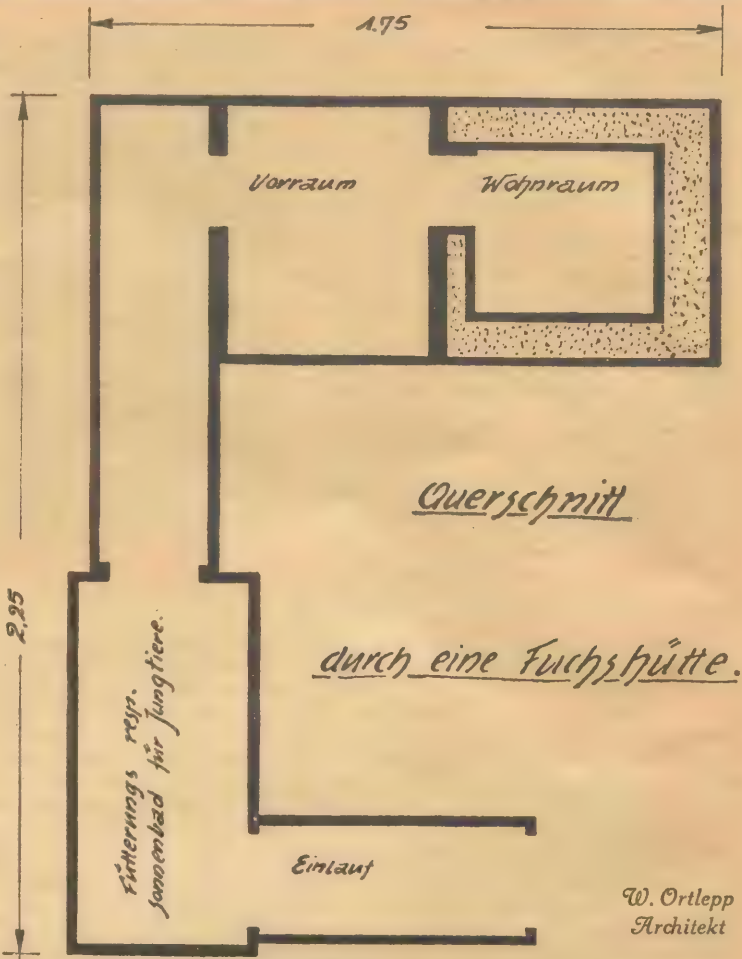 1.75
Vorraum
Wohnraum
Querschnitt
2,25
durch eine Fuchshütte.
Fütterungs resp.
sonnenbad für Jungtiere.
Einlauf
W. Ortlepp
Architekt